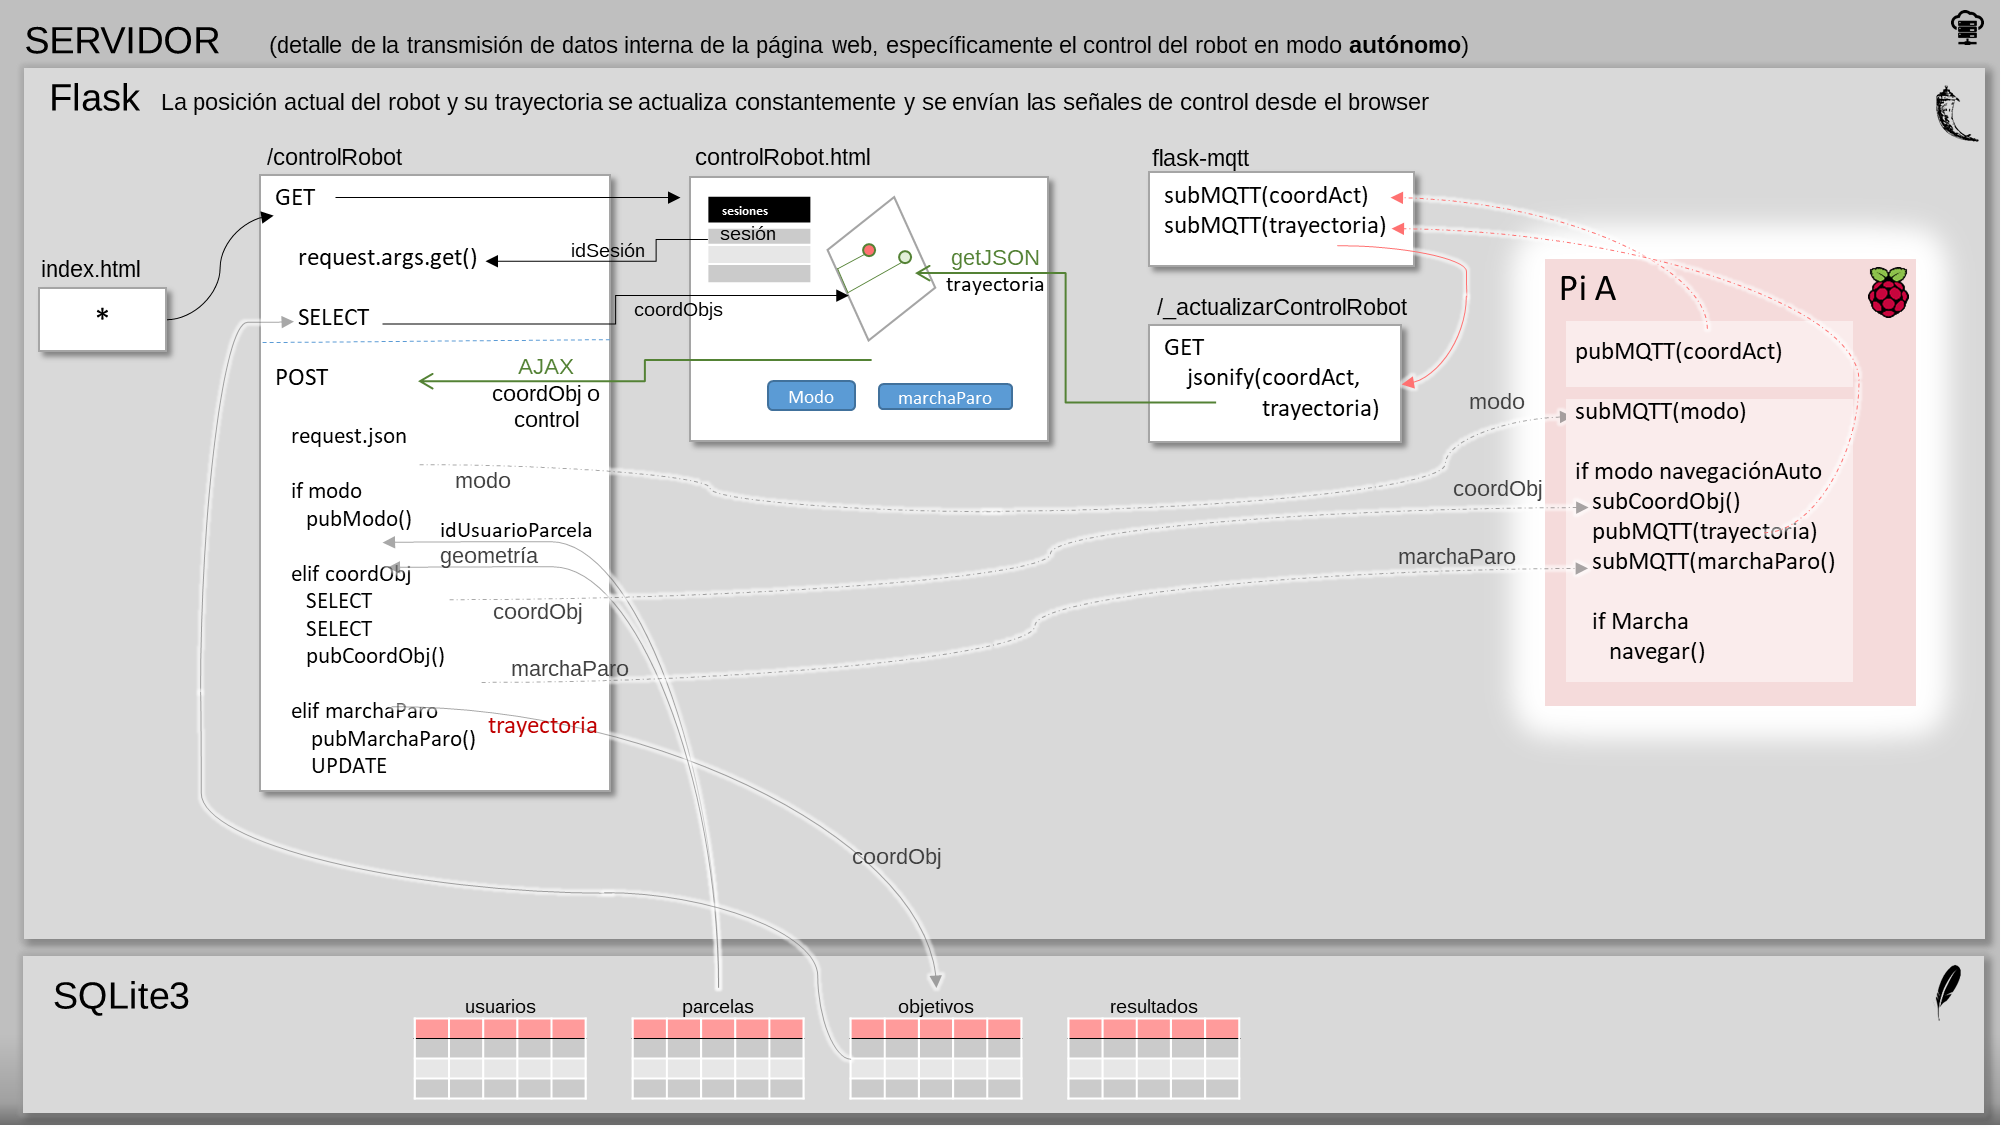 SERVIDOR (detalle de la transmisión de datos interna de la página web, específicamente el control del robot en modo autónomo)
Flask La posición actual del robot y su trayectoria se actualiza constantemente y se envían las señales de control desde el browser
index.html
*
/controlRobot
GET
request.args.get()
idSesión
SELECT
coordObjs
POST
AJAX
coordObj o
control
request.json
modo
if modo
pubModo()
idUsuarioParcela
geometría
elif coordObj
SELECT
coordObj
SELECT
pubCoordObj()
marchaParo
elif marchaParo
trayectoria
pubMarchaParo()
UPDATE
controlRobot.html
sesiones
sesión
getJSON
trayectoria
Modo
marchaParo
flask-mqtt
subMQTT(coordAct)
subMQTT(trayectoria)
/_actualizarControlRobot
GET
jsonify(coordAct,
trayectoria)
modo
coordObj
marchaParo
Pi A
pubMQTT(coordAct)
subMQTT(modo)
if modo navegaciónAuto
subCoordObj()
pubMQTT(trayectoria)
subMQTT(marchaParo()
if Marcha
navegar()
coordObj
SQLite3
usuarios
parcelas
objetivos
resultados